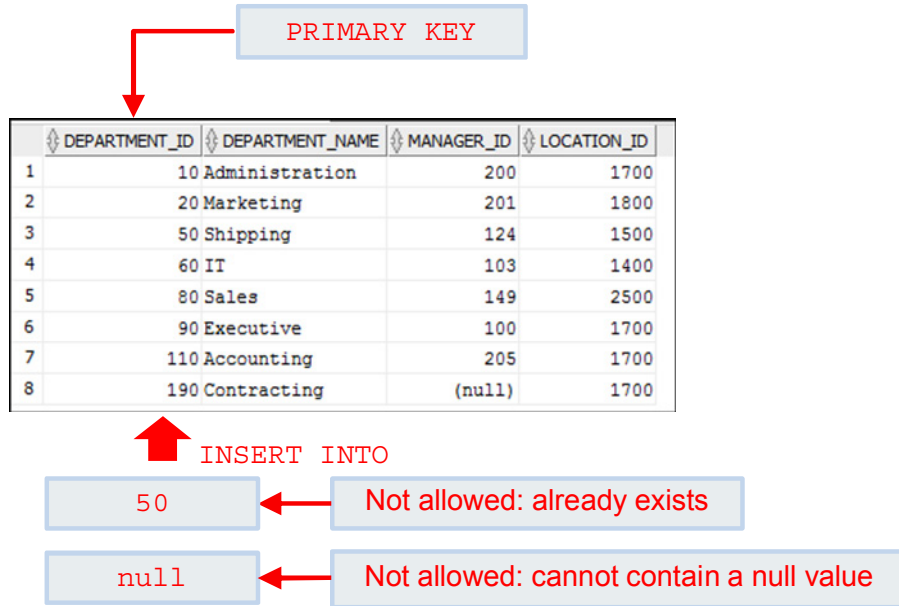 PRIMARY KEY
DEPARTMENT_ID DEPARTMENT_NAME MANAGER_ID LOCATION_ID
1 10 Administration 200 1700
2 20 Marketing 201 1800
3 50 Shipping 124 1500
4 60 IT 103 1400
5 80 Sales 149 2500
6 90 Executive 100 1700
7 110 Accounting 205 1700
8 190 Contracting (null) 1700
INSERT INTO
50 Not allowed: already exists
null Not allowed: cannot contain a null value